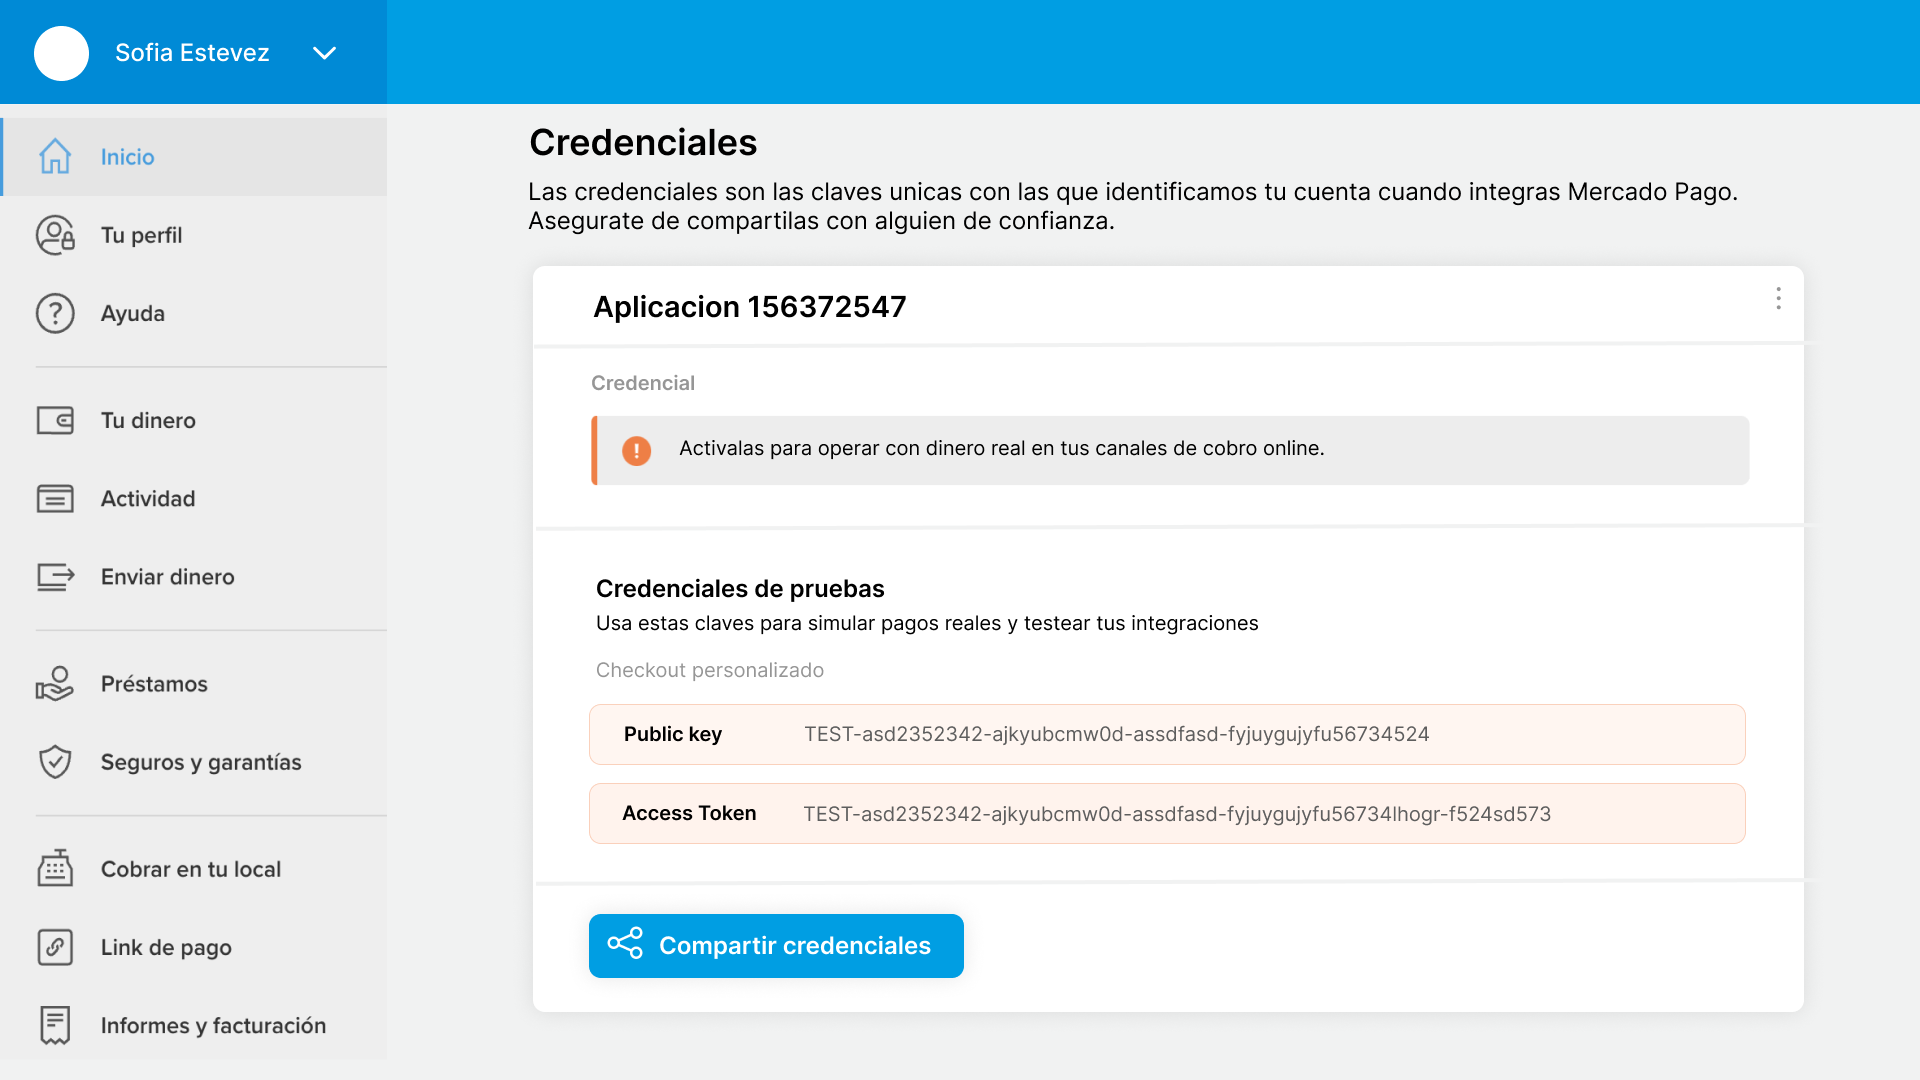 Sofia Estevez
Inicio
Tu perfil
Ayuda
Tu dinero
Actividad
Enviar dinero
Préstamos
Seguros y garantías
Cobrar en tu local
Link de pago
Informes y facturación
Credenciales
Las credenciales son las claves unicas con las que identificamos tu cuenta cuando integras Mercado Pago.
Asegurate de compartilas con alguien de confianza.
Aplicacion 156372547
Credencial
Activalas para operar con dinero real en tus canales de cobro online.
Credenciales de pruebas
Usa estas claves para simular pagos reales y testear tus integraciones
Checkout personalizado
Public key TEST-asd2352342-ajkyubcmw0d-assdfasd-fyjuygujyfu56734524
Access Token TEST-asd2352342-ajkyubcmw0d-assdfasd-fyjuygujyfu56734lhogr-f524sd573
Compartir credenciales